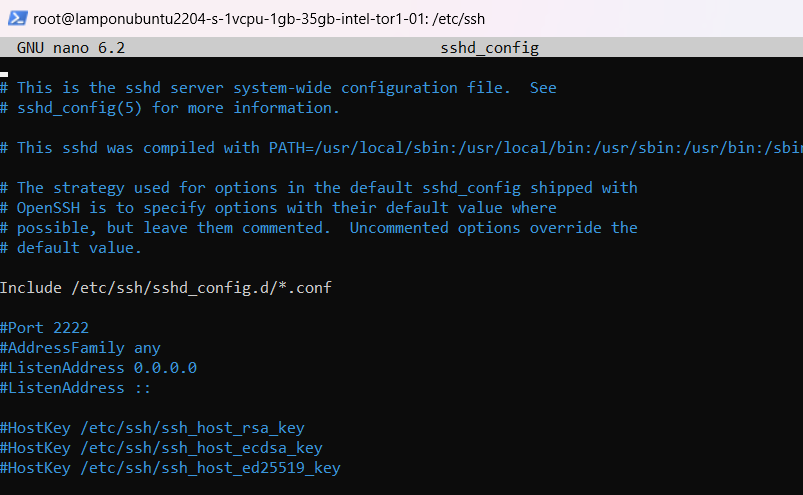 root@lamponubuntu2204-s-1vcpu-1gb-35gb-intel-tor1-01: /etc/ssh
GNU nano 6.2 sshd_config
# This is the sshd server system-wide configuration file.  See
# sshd_config(5) for more information.
# This sshd was compiled with PATH=/usr/local/sbin:/usr/local/bin:/usr/sbin:/usr/bin:/sbin
# The strategy used for options in the default sshd_config shipped with
# OpenSSH is to specify options with their default value where
# possible, but leave them commented.  Uncommented options override the
# default value.
Include /etc/ssh/sshd_config.d/*.conf
#Port 2222
#AddressFamily any
#ListenAddress 0.0.0.0
#ListenAddress ::
#HostKey /etc/ssh/ssh_host_rsa_key
#HostKey /etc/ssh/ssh_host_ecdsa_key
#HostKey /etc/ssh/ssh_host_ed25519_key